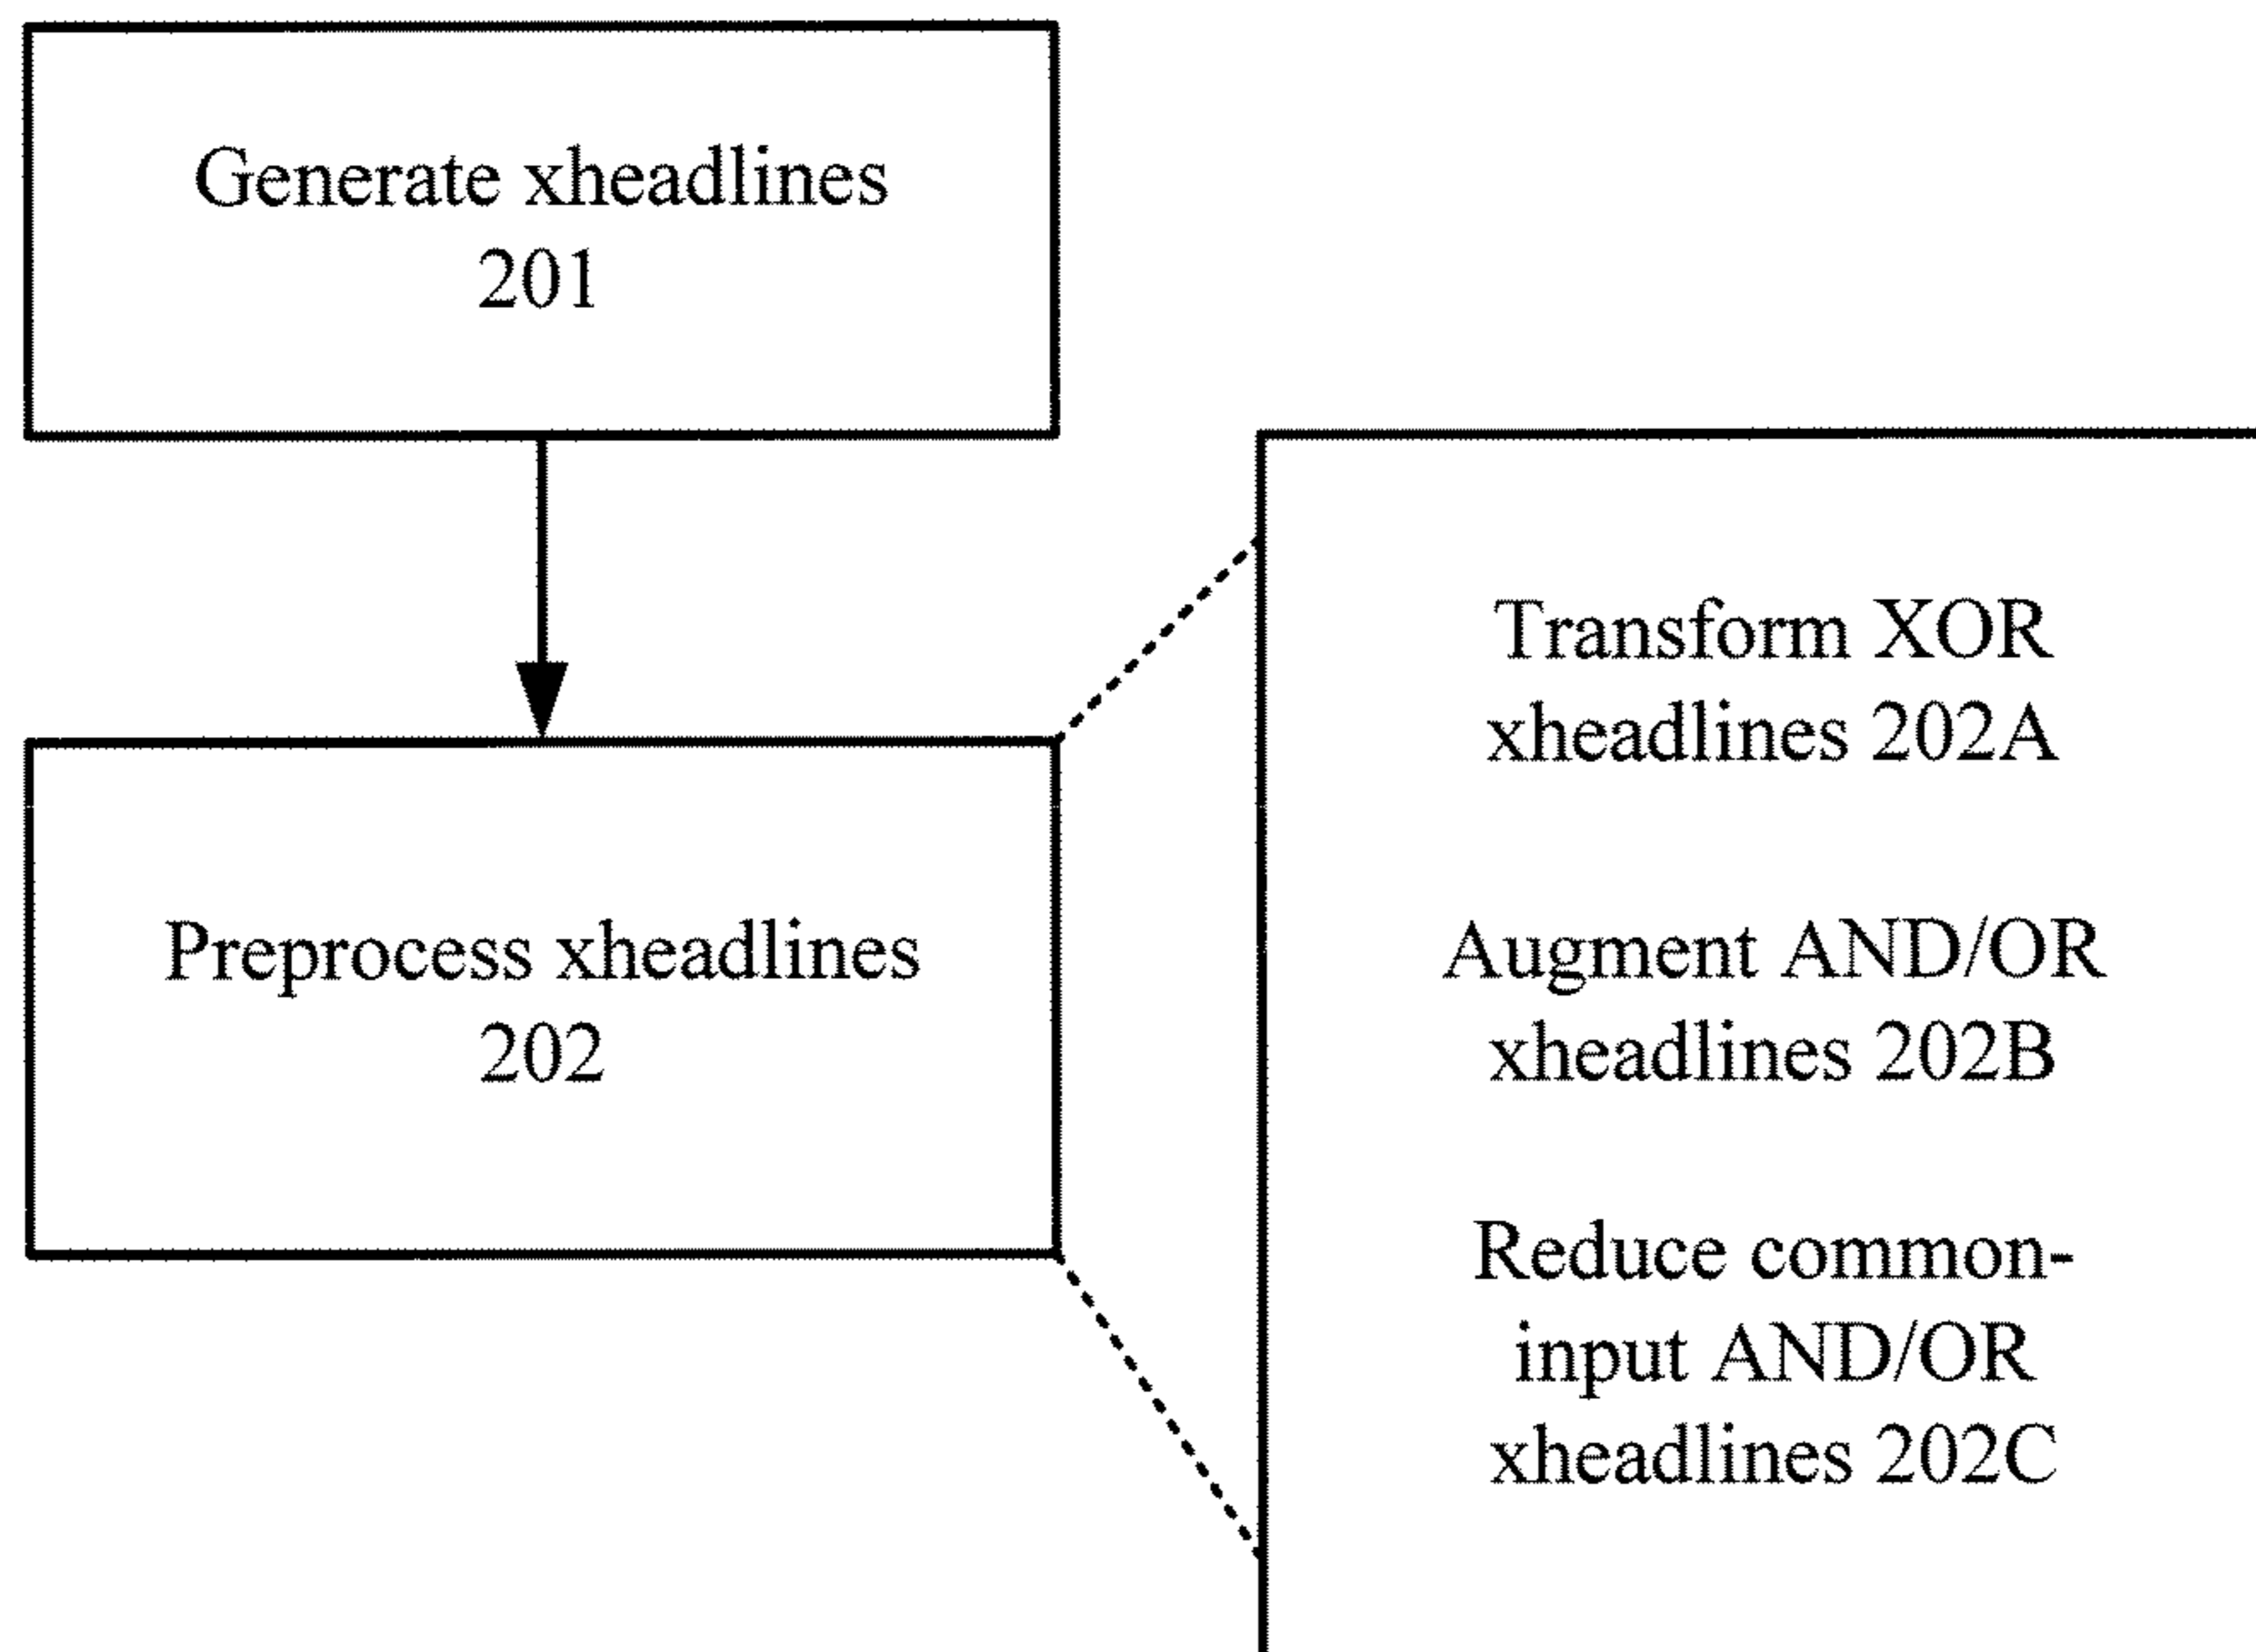 Generate xheadlines
201
Preprocess xheadlines
202
Transform XOR
xheadlines 202A
Augment AND/OR
xheadlines 202B
Reduce common-
input AND/OR
xheadlines 202C